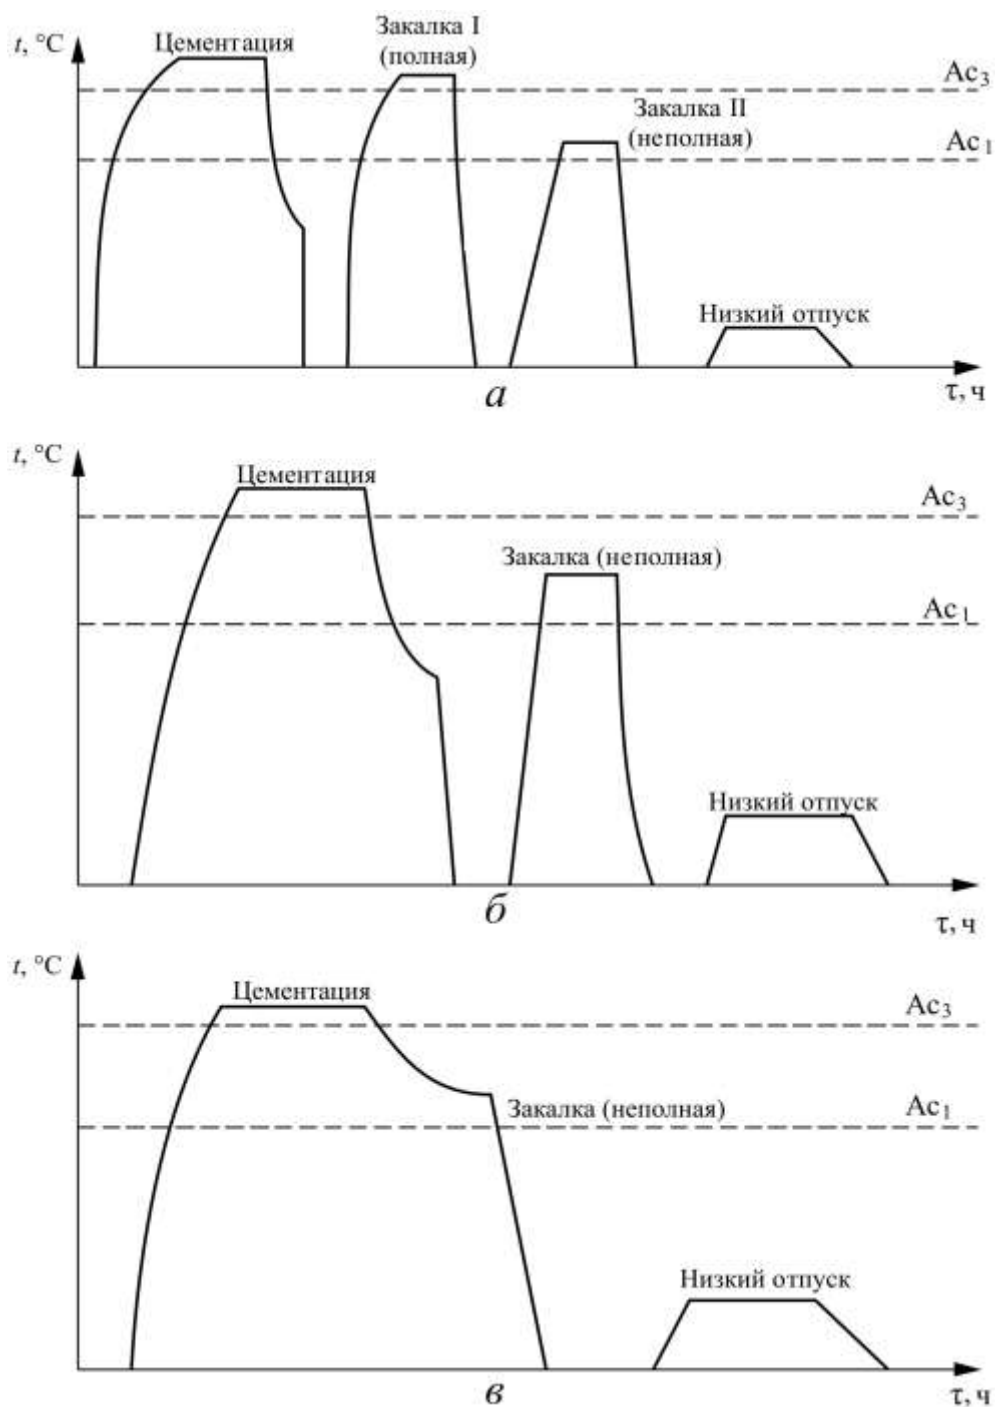 t, °C
Цементация
Закалка I
(полная)
Ac₃
Закалка II
(неполная)
Ac₁
Низкий отпуск
τ, ч
а
t, °C
Цементация
Ac₃
Закалка (неполная)
Ac₁
Низкий отпуск
τ, ч
б
t, °C
Цементация
Ac₃
Закалка (неполная)
Ac₁
Низкий отпуск
τ, ч
в